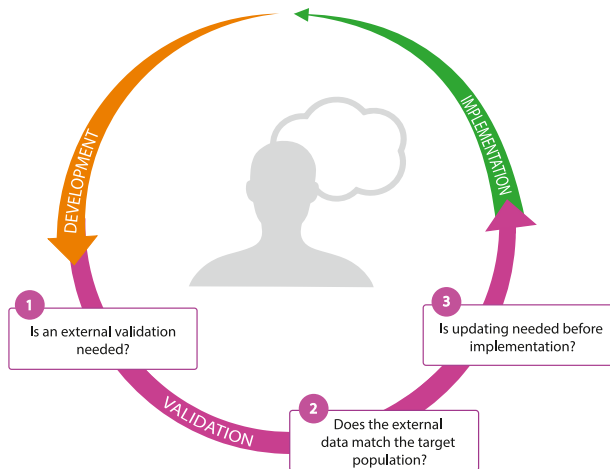 DEVELOPMENT
IMPLEMENTATION
1
Is an external validation
needed?
3
Is updating needed before
implementation?
VALIDATION
2
Does the external
data match the target
population?